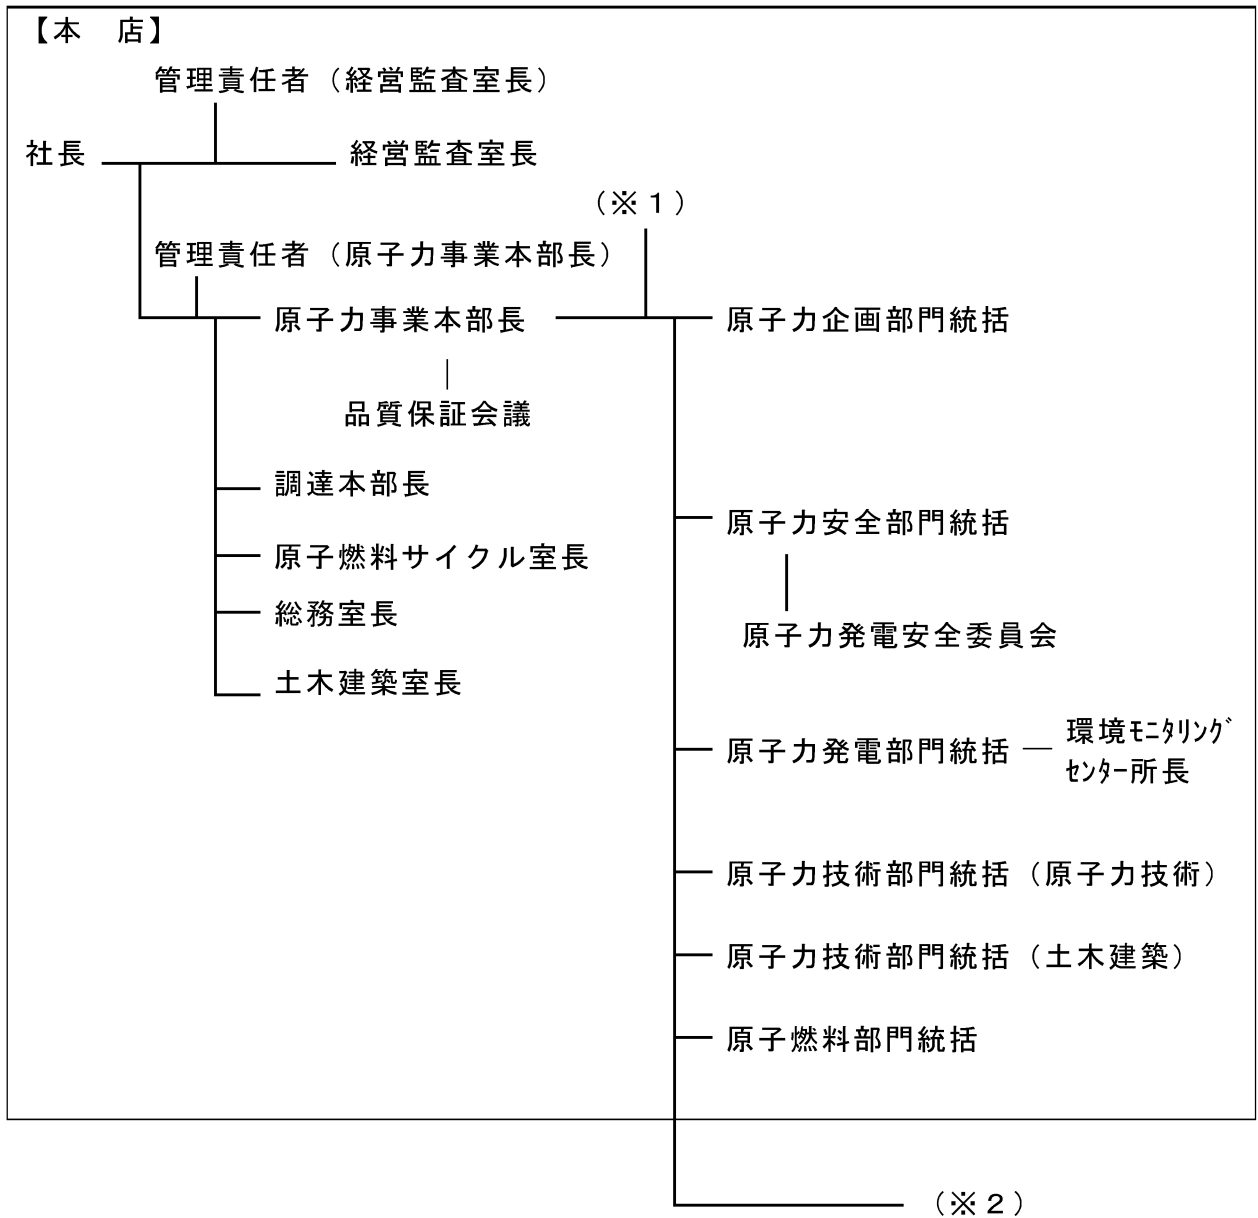 【本　店】
管理責任者（経営監査室長）
社長
経営監査室長
（※１）
管理責任者（原子力事業本部長）
原子力事業本部長
原子力企画部門統括
品質保証会議
調達本部長
原子力安全部門統括
原子燃料サイクル室長
総務室長
原子力発電安全委員会
土木建築室長
原子力発電部門統括
環境ﾓﾆﾀﾘﾝｸﾞ
ｾﾝﾀｰ所長
原子力技術部門統括（原子力技術）
原子力技術部門統括（土木建築）
原子燃料部門統括
（※２）